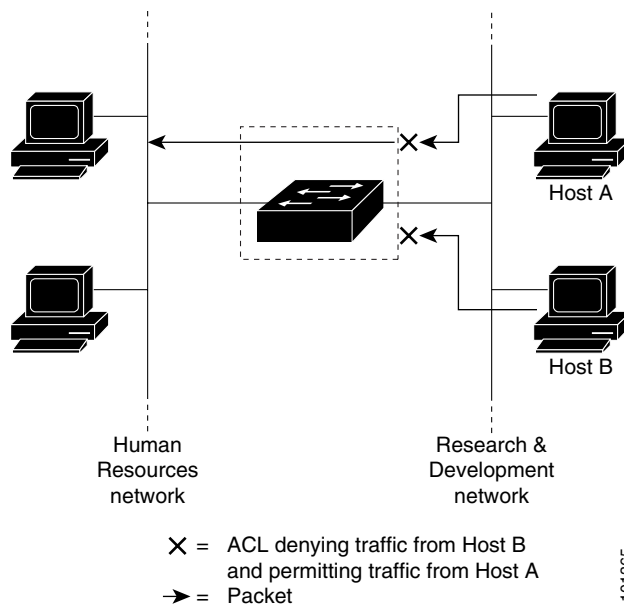 Host A
Host B
Human
Resources
network
Research &
Development
network
X = ACL denying traffic from Host B
and permitting traffic from Host A
= Packet